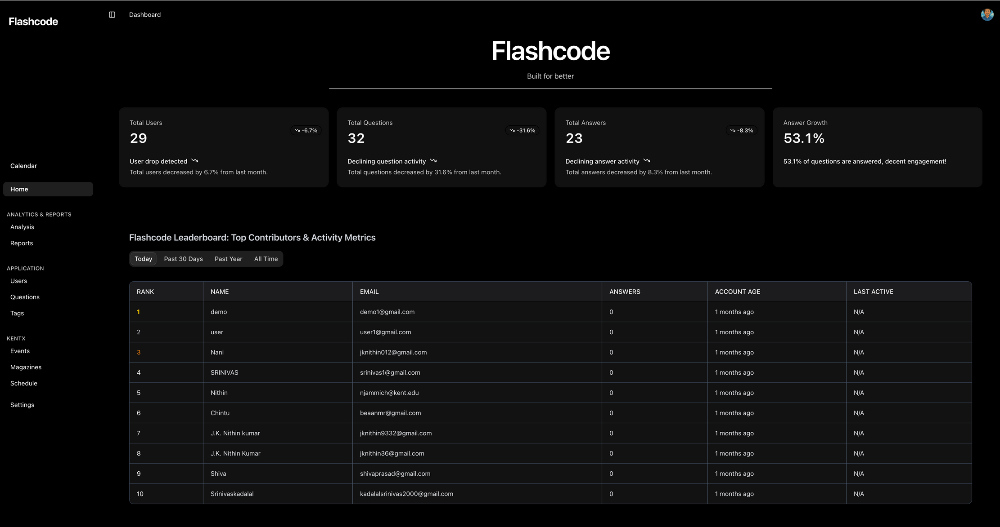 Flashcode
Dashboard
Flashcode
Built for better
Total Users
29
-6.7%
User drop detected
Total users decreased by 6.7% from last month.
Total Questions
32
-31.6%
Declining question activity
Total questions decreased by 31.6% from last month.
Total Answers
23
-8.3%
Declining answer activity
Total answers decreased by 8.3% from last month.
Answer Growth
53.1%
53.1% of questions are answered, decent engagement!
Calendar
Home
ANALYTICS & REPORTS
Analysis
Reports
APPLICATION
Users
Questions
Tags
KENTX
Events
Magazines
Schedule
Settings
Flashcode Leaderboard: Top Contributors & Activity Metrics
Today Past 30 Days Past Year All Time
RANK NAME EMAIL ANSWERS ACCOUNT AGE LAST ACTIVE
1 demo demo1@gmail.com 0 1 months ago N/A
2 user user1@gmail.com 0 1 months ago N/A
3 Nani jknithin012@gmail.com 0 1 months ago N/A
4 SRINIVAS srinivas1@gmail.com 0 1 months ago N/A
5 Nithin njammich@kent.edu 0 1 months ago N/A
6 Chintu beaanmr@gmail.com 0 1 months ago N/A
7 J.K. Nithin kumar jknithin9332@gmail.com 0 1 months ago N/A
8 J.K. Nithin Kumar jknithin36@gmail.com 0 1 months ago N/A
9 Shiva shivaprasad@gmail.com 0 1 months ago N/A
10 Srinivaskadalal kadalalsrinivas2000@gmail.com 0 1 months ago N/A